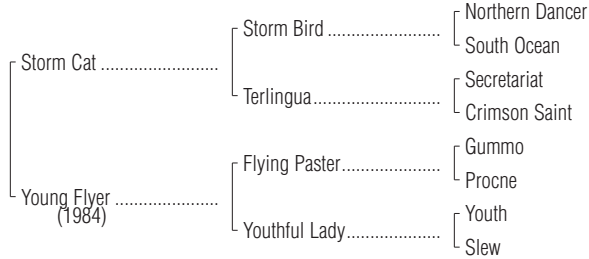 Northern Dancer
Storm Bird ........................
South Ocean
Storm Cat ........................
Secretariat
Terlingua..........................
Crimson Saint
Gummo
Flying Paster....................
Procne
Young Flyer .....................
(1984)
Youth
Youthful Lady...................
Slew